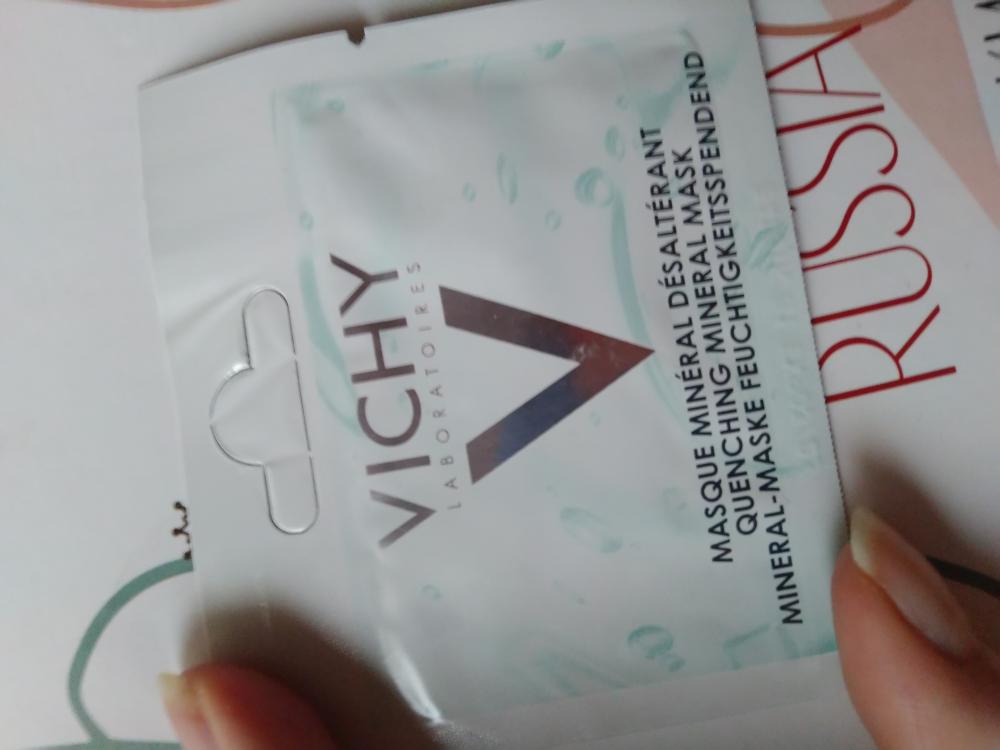 VICHY
LABORATOIRES
MASQUE MINÉRAL DÉSALTÉRANT
QUENCHING MINERAL MASK
MINERAL-MASKE FEUCHTIGKEITSSPENDEND
RUSSIA